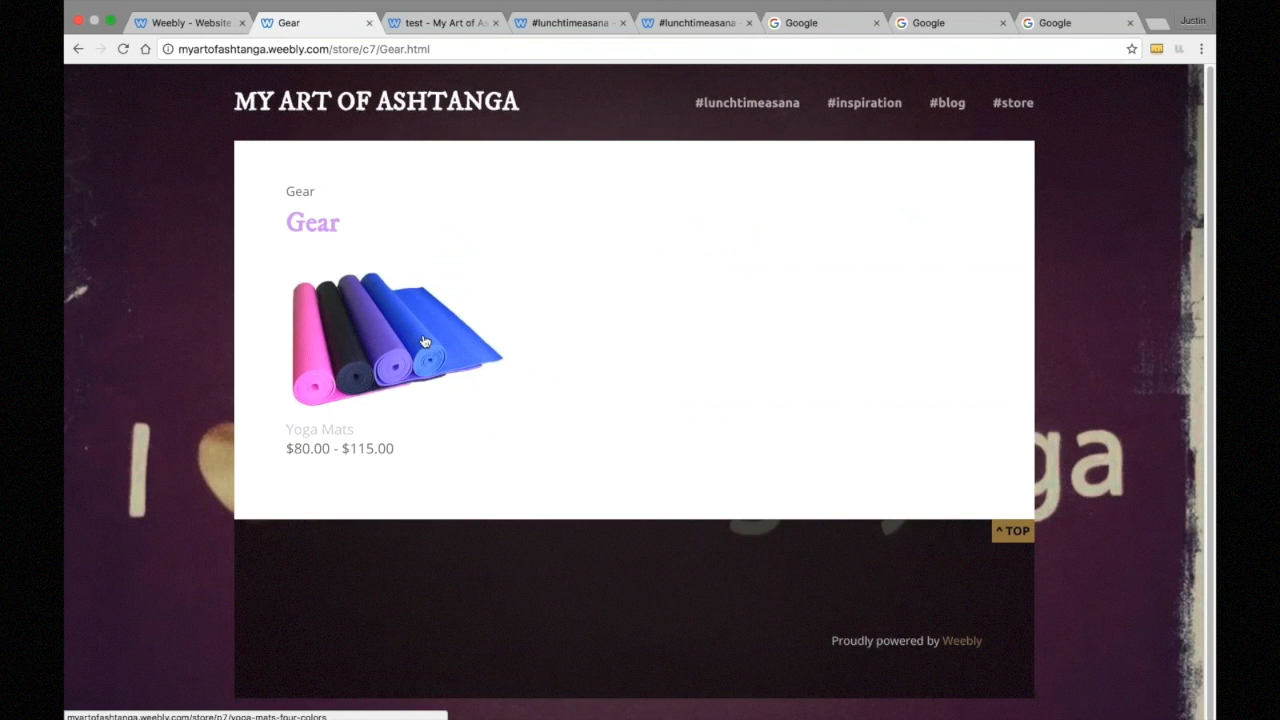 Weebly - Website
Gear
test - My Art of As
#lunchtimeasana -
#lunchtimeasana -
Google
Google
Google
Justin
myartofashtanga.weebly.com/store/c7/Gear.html
MY ART OF ASHTANGA
#lunchtimeasana
#inspiration
#blog
#store
Gear
Gear
Yoga Mats
$80.00 - $115.00
I
ga
^ TOP
Proudly powered by Weebly
myartofashtanga.weebly.com/store/p7/yoga-mats-four-colors